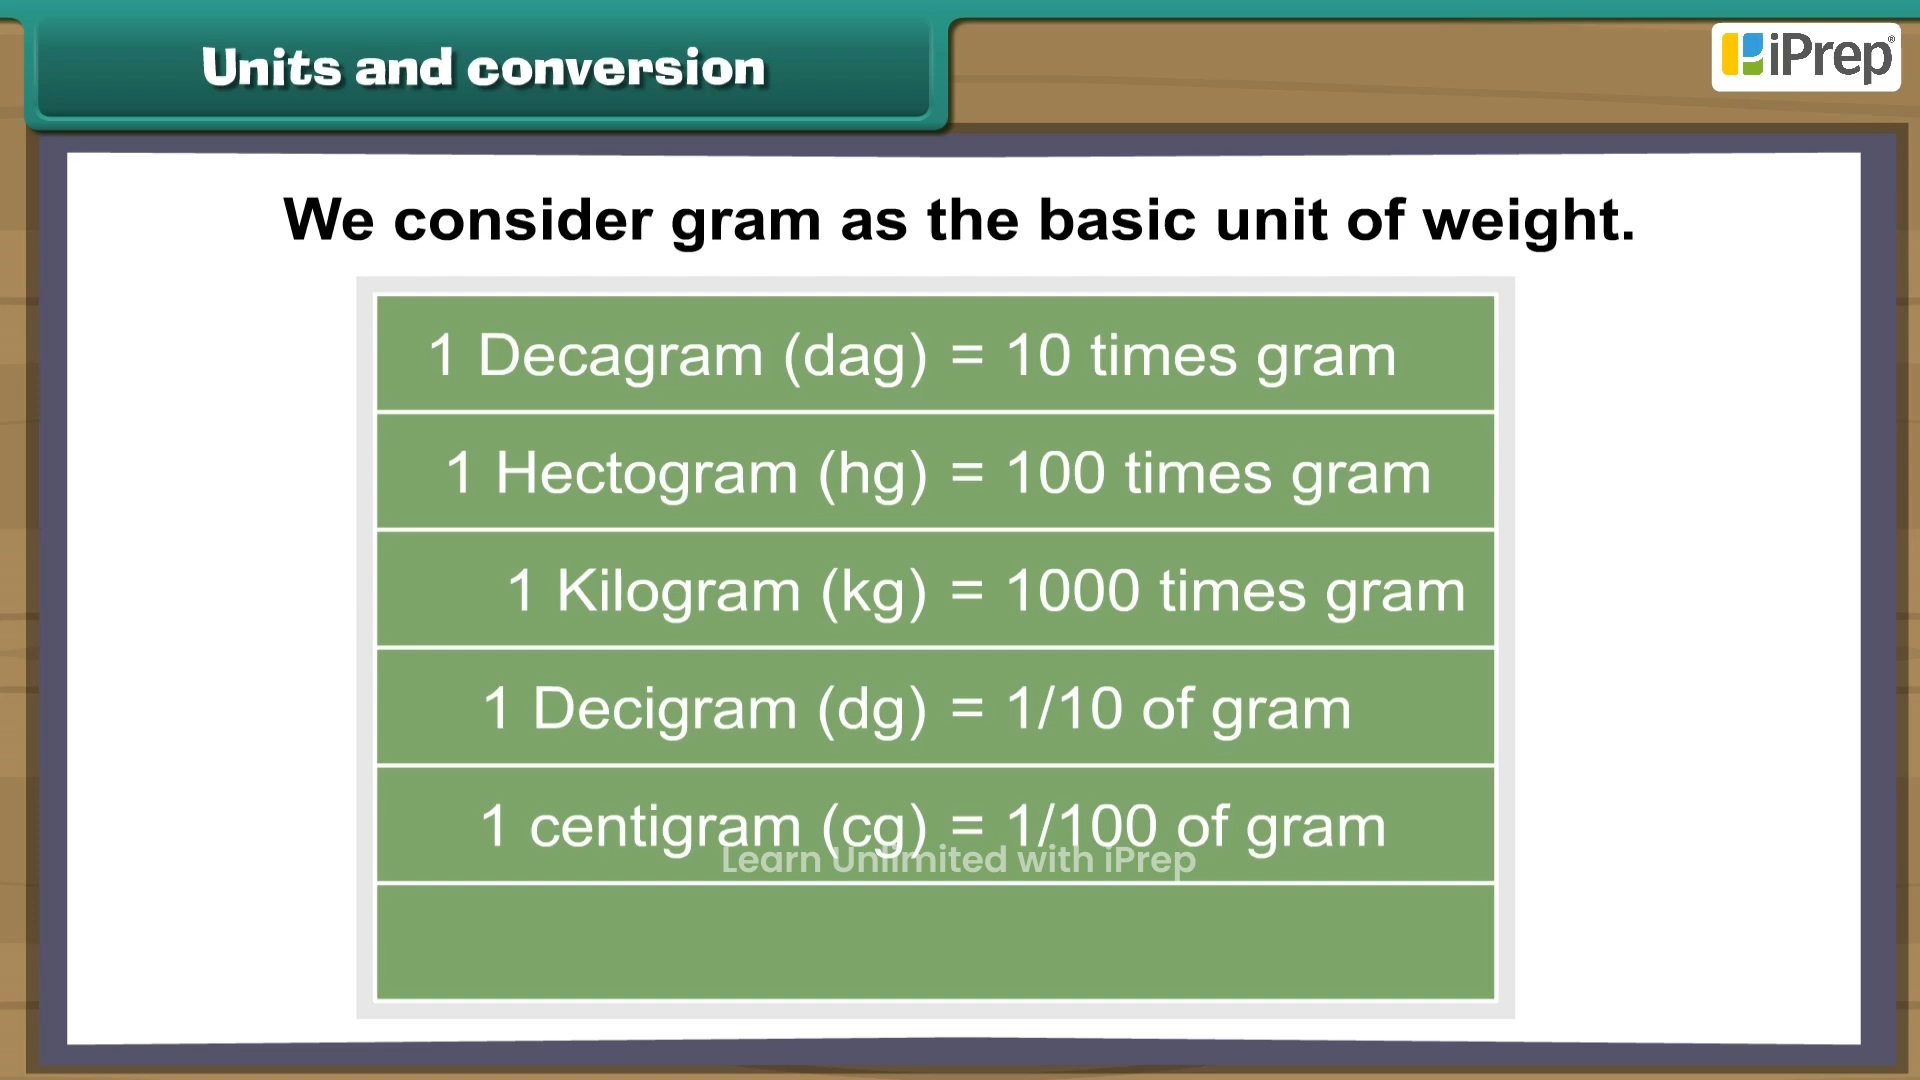 Units and conversion
iPrep®
We consider gram as the basic unit of weight.
1 Decagram (dag) = 10 times gram
1 Hectogram (hg) = 100 times gram
1 Kilogram (kg) = 1000 times gram
1 Decigram (dg) = 1/10 of gram
1 centigram (cg) = 1/100 of gram
Learn Unlimited with iPrep